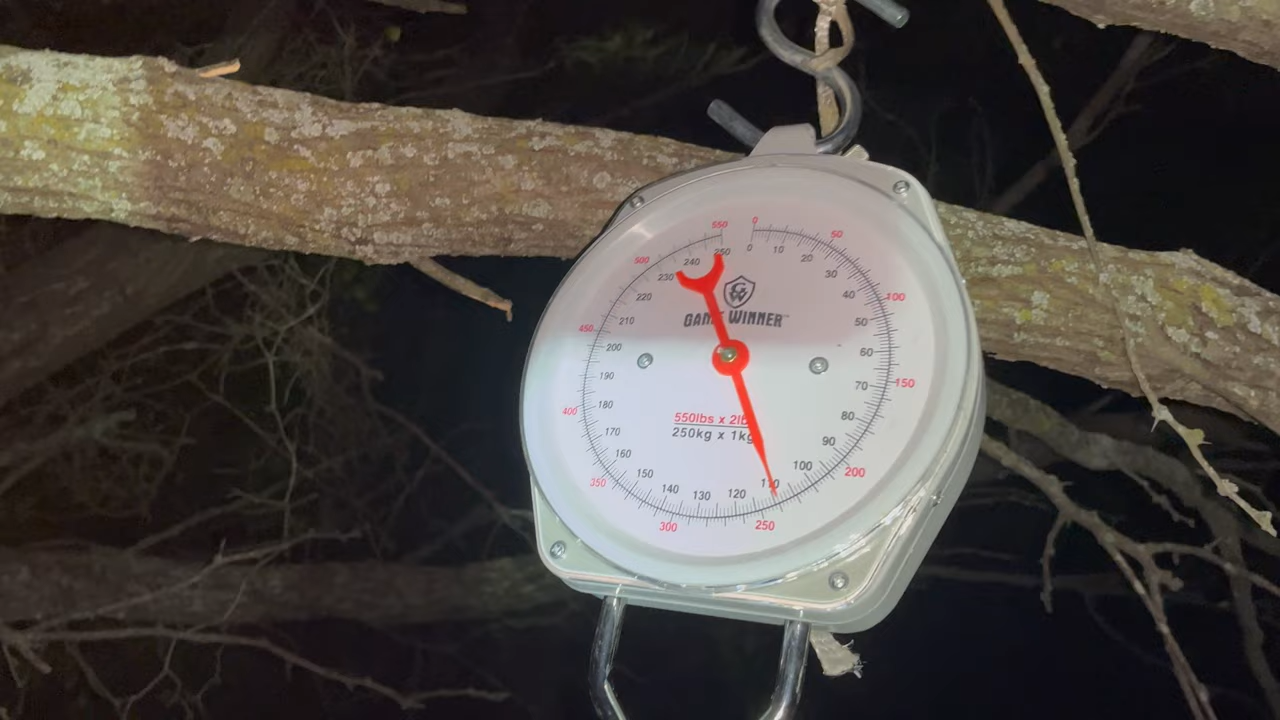 550 0 50
500 240 250 0 10 20
230 30
220 40 100
GAME WINNER™
450 210 50
200 60
190 70 150
400 180 550lbs x 2lb 80
170 250kg x 1kg 90
160 100 200
350 150 140 130 120 110
300 250